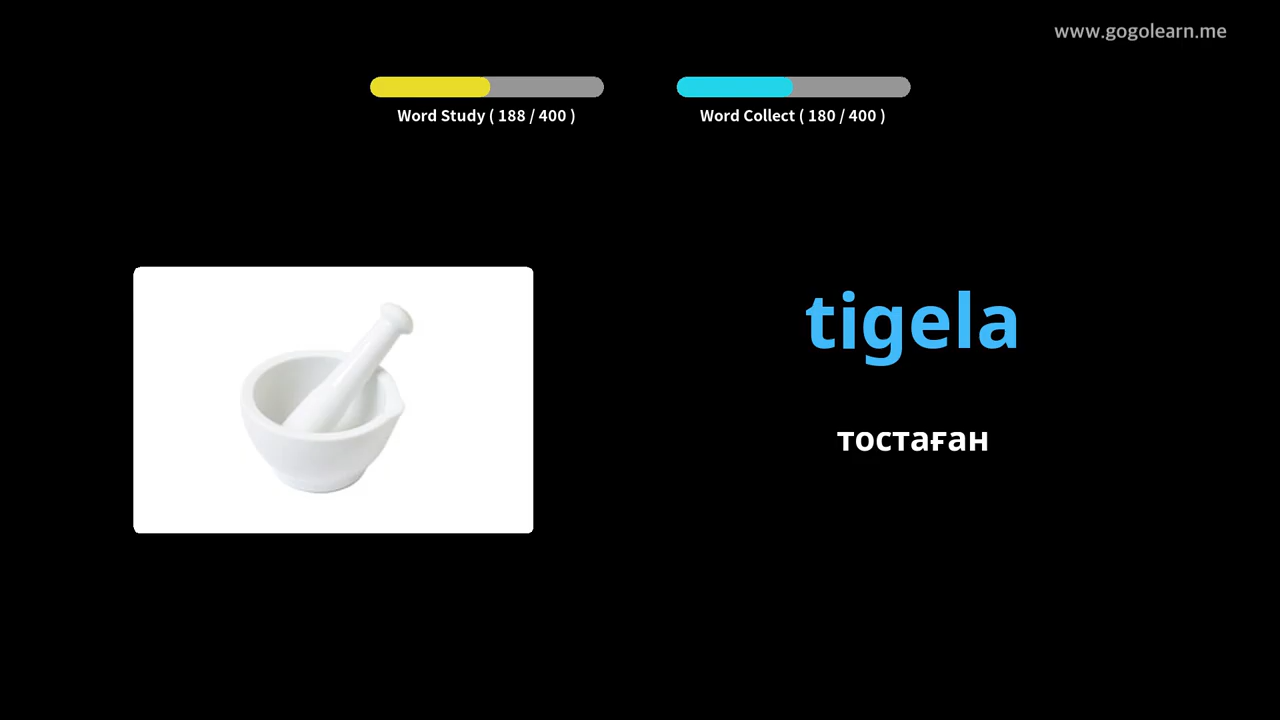 www.gogolearn.me
Word Study ( 188 / 400 )
Word Collect ( 180 / 400 )
tigela
тостаған